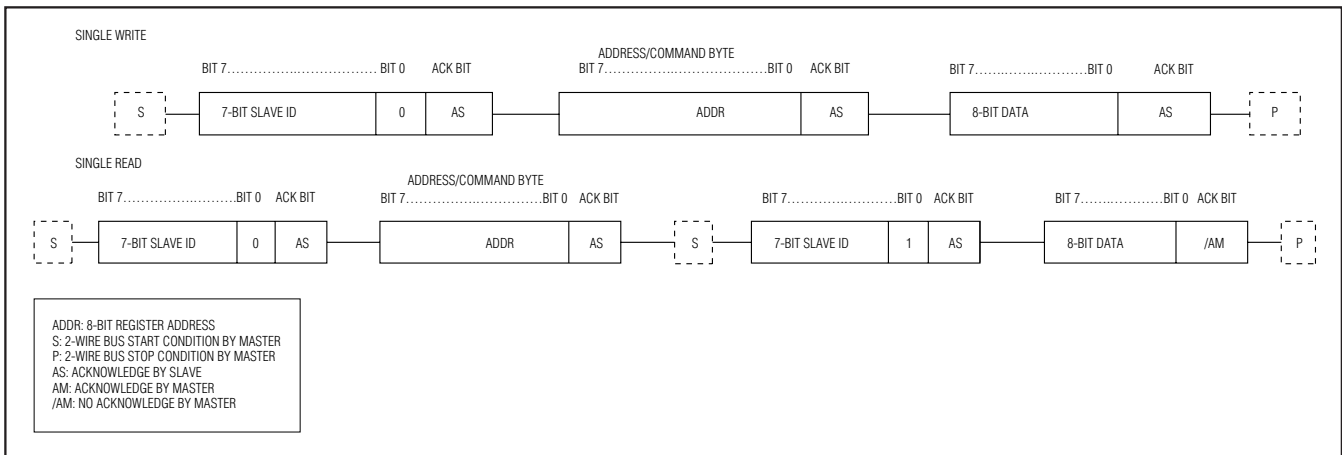 SINGLE WRITE
ADDRESS/COMMAND BYTE
BIT 7……………..……………… BIT 0 ACK BIT BIT 7……………..…………………BIT 0 ACK BIT BIT 7……..……..…………BIT 0 ACK BIT
S 7-BIT SLAVE ID 0 AS ADDR AS 8-BIT DATA AS P
SINGLE READ
ADDRESS/COMMAND BYTE
BIT 7……………….………..BIT 0 ACK BIT BIT 7……………..………………BIT 0 ACK BIT BIT 7……..……….…………BIT 0 ACK BIT BIT 7……..…………BIT 0 ACK BIT
S 7-BIT SLAVE ID 0 AS ADDR AS S 7-BIT SLAVE ID 1 AS 8-BIT DATA /AM P
ADDR: 8-BIT REGISTER ADDRESS
S: 2-WIRE BUS START CONDITION BY MASTER
P: 2-WIRE BUS STOP CONDITION BY MASTER
AS: ACKNOWLEDGE BY SLAVE
AM: ACKNOWLEDGE BY MASTER
/AM: NO ACKNOWLEDGE BY MASTER